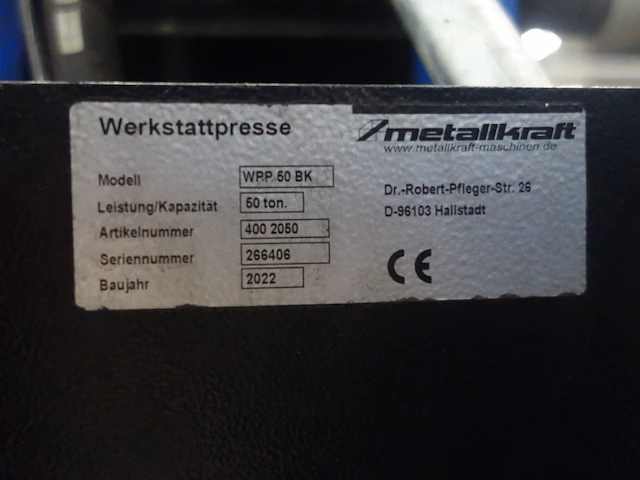 Werkstattpresse
metallkraft
www.metallkraft-maschinen.de
Modell WPP 50 BK
Leistung/Kapazität 50 ton.
Artikelnummer 400 2050
Seriennummer 266406
Baujahr 2022
Dr.-Robert-Pfleger-Str. 26
D-96103 Hallstadt
CE